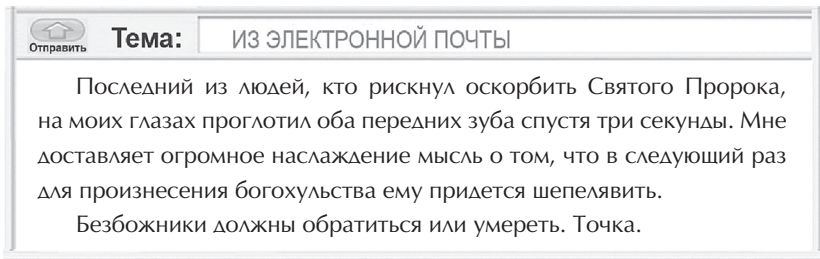 Отправить Тема: ИЗ ЭЛЕКТРОННОЙ ПОЧТЫ
Последний из людей, кто рискнул оскорбить Святого Пророка,
на моих глазах проглотил оба передних зуба спустя три секунды. Мне
доставляет огромное наслаждение мысль о том, что в следующий раз
для произнесения богохульства ему придется шепелявить.
Безбожники должны обратиться или умереть. Точка.